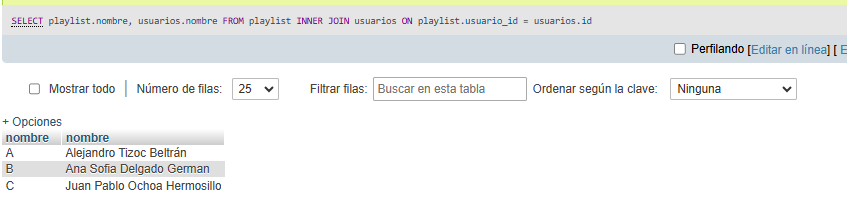 SELECT playlist.nombre, usuarios.nombre FROM playlist INNER JOIN usuarios ON playlist.usuario_id = usuarios.id
Perfilando [Editar en línea] [ E
Mostrar todo Número de filas: 25 Filtrar filas: Buscar en esta tabla Ordenar según la clave: Ninguna
+ Opciones
nombre nombre
A Alejandro Tizoc Beltrán
B Ana Sofia Delgado German
C Juan Pablo Ochoa Hermosillo